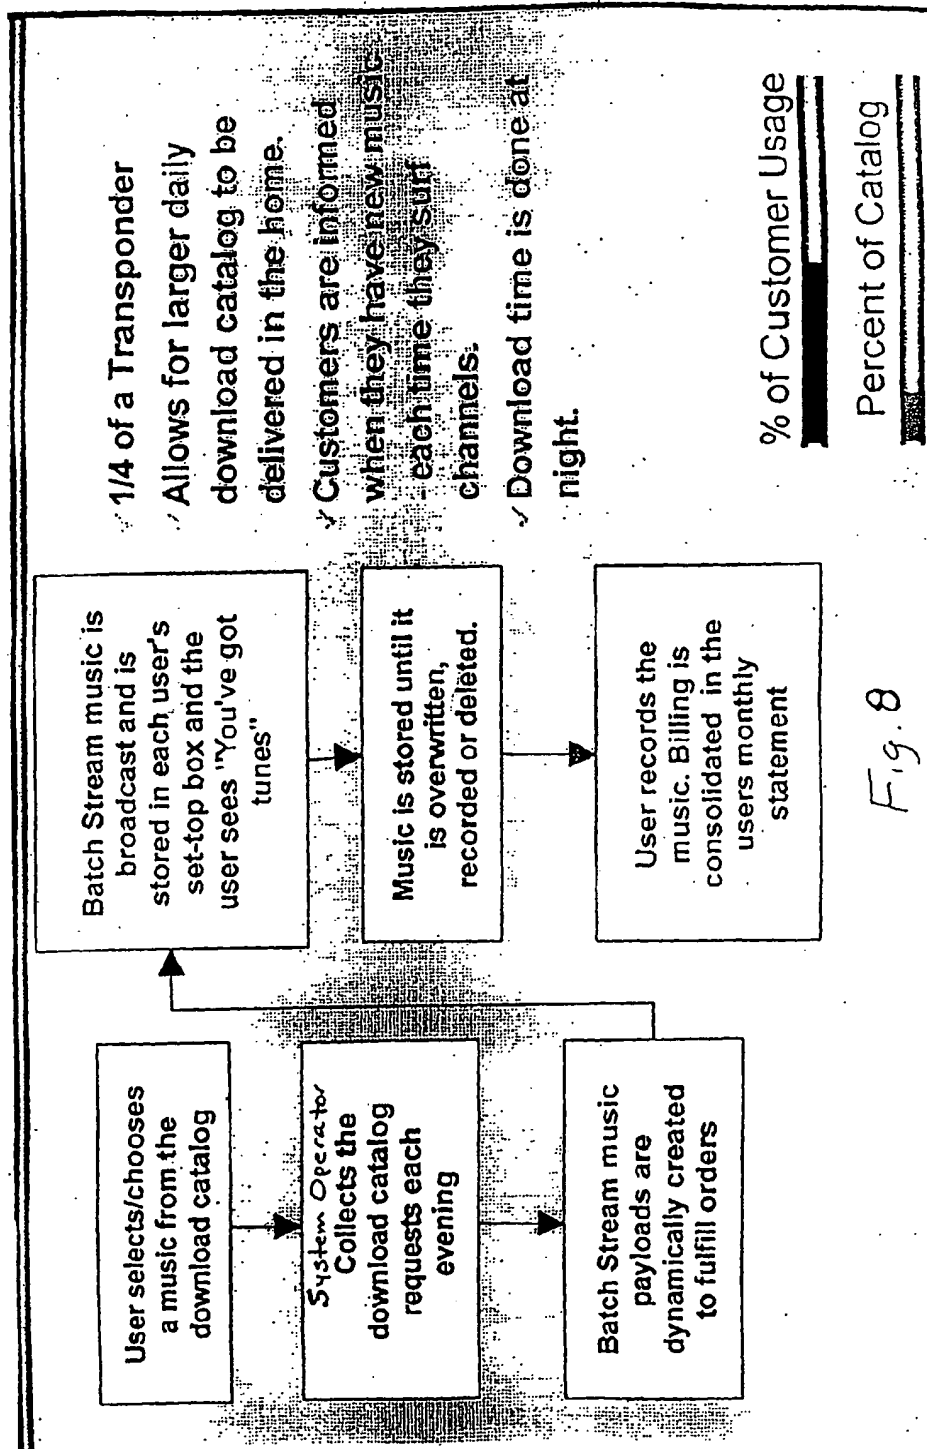 User selects/chooses
a music from the
download catalog
System Operator
Collects the
download catalog
requests each
evening
Batch Stream music
payloads are
dynamically created
to fulfill orders
Batch Stream music is
broadcast and is
stored in each user's
set-top box and the
user sees "You've got
tunes"
Music is stored until it
is overwritten,
recorded or deleted.
User records the
music. Billing is
consolidated in the
users monthly
statement
✓ 1/4 of a Transponder
✓ Allows for larger daily
download catalog to be
delivered in the home.
✓ Customers are informed
when they have new music
- each time they surf
channels.
✓ Download time is done at
night.
% of Customer Usage
Percent of Catalog
Fig. 8